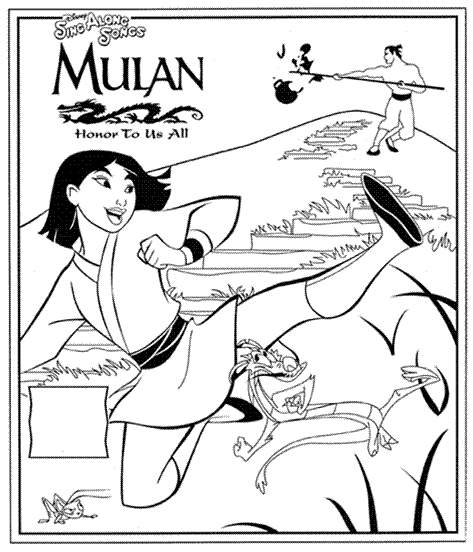 Disney
Sing Along
Songs
MULAN
Honor To Us All